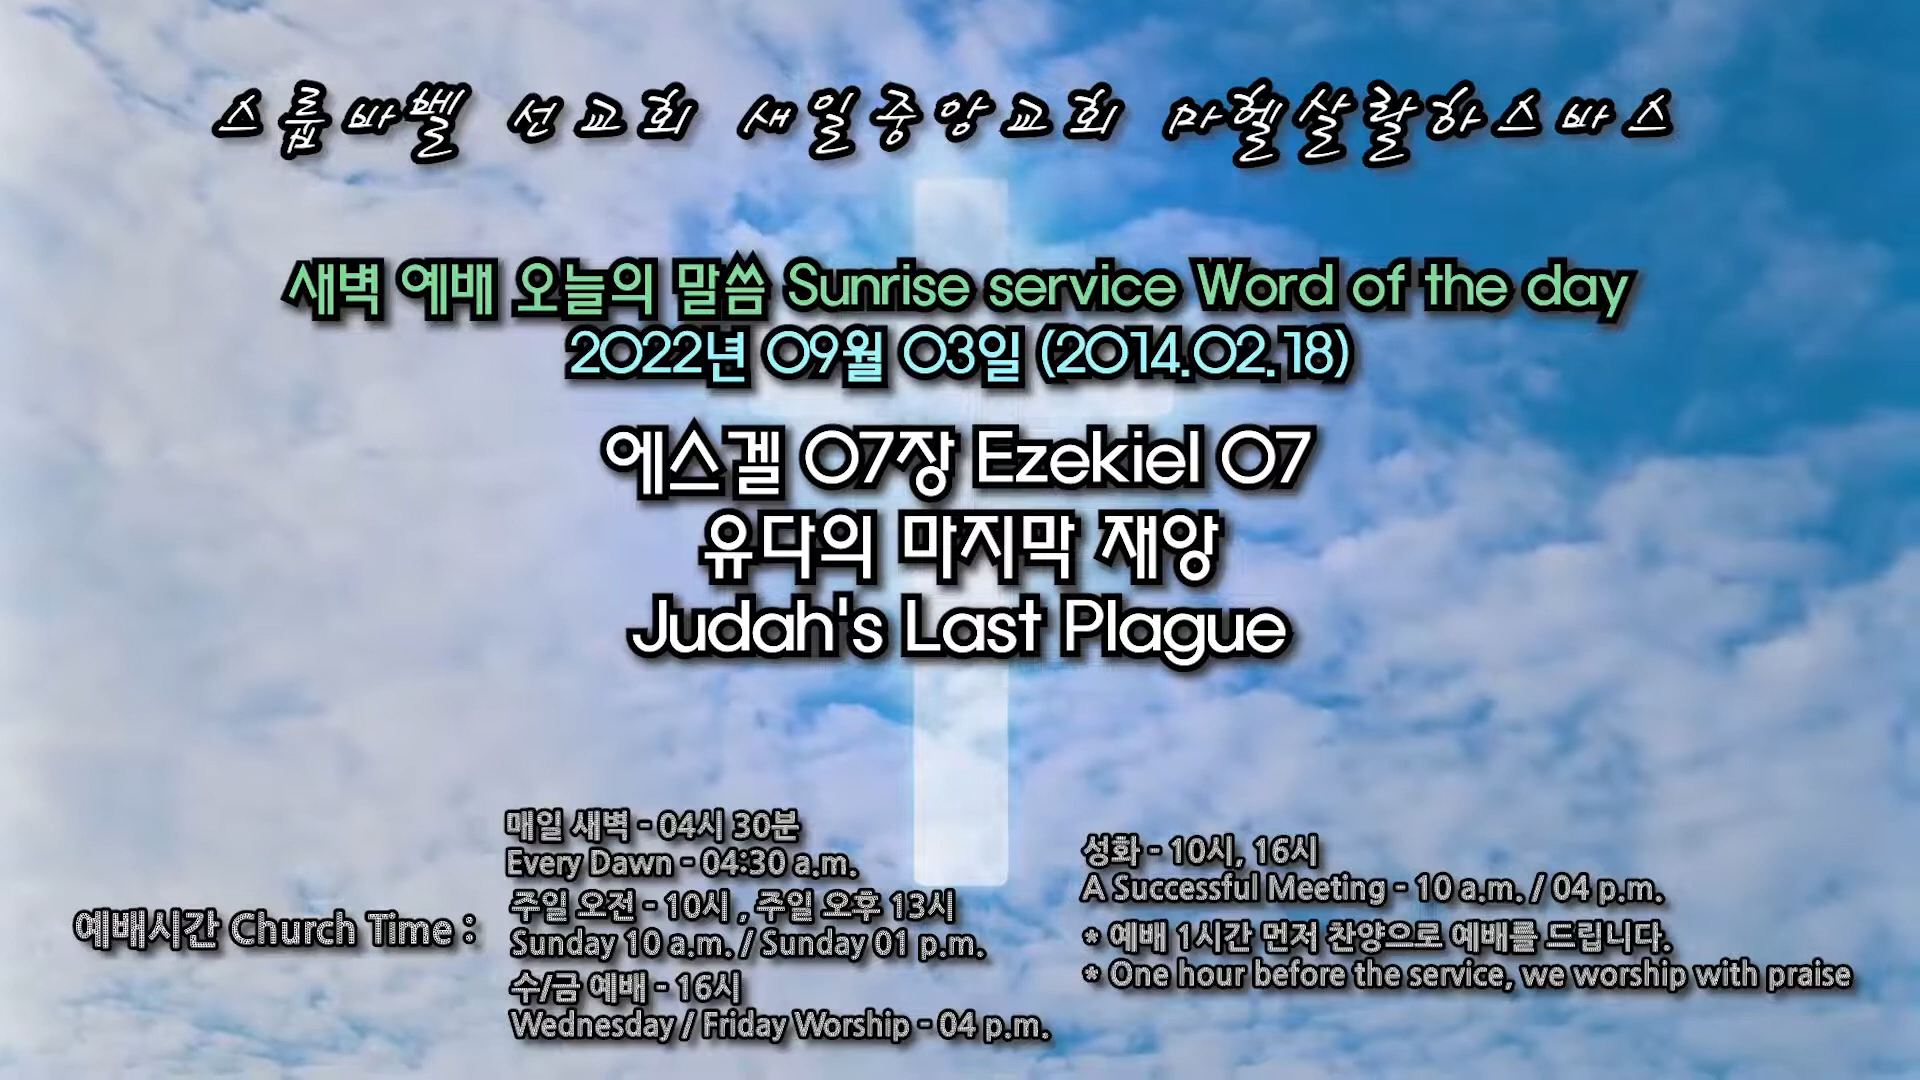 스룹바벨 선교회 새일중앙교회 마헬살랄하스바스
새벽 예배 오늘의 말씀 Sunrise service Word of the day
2022년 09월 03일 (2014.02.18)
에스겔 07장 Ezekiel 07
유다의 마지막 재앙
Judah's Last Plague
예배시간 Church Time :
매일 새벽 - 04시 30분
Every Dawn - 04:30 a.m.
주일 오전 - 10시 , 주일 오후 13시
Sunday 10 a.m. / Sunday 01 p.m.
수/금 예배 - 16시
Wednesday / Friday Worship - 04 p.m.
성화 - 10시, 16시
A Successful Meeting - 10 a.m. / 04 p.m.
* 예배 1시간 먼저 찬양으로 예배를 드립니다.
* One hour before the service, we worship with praise